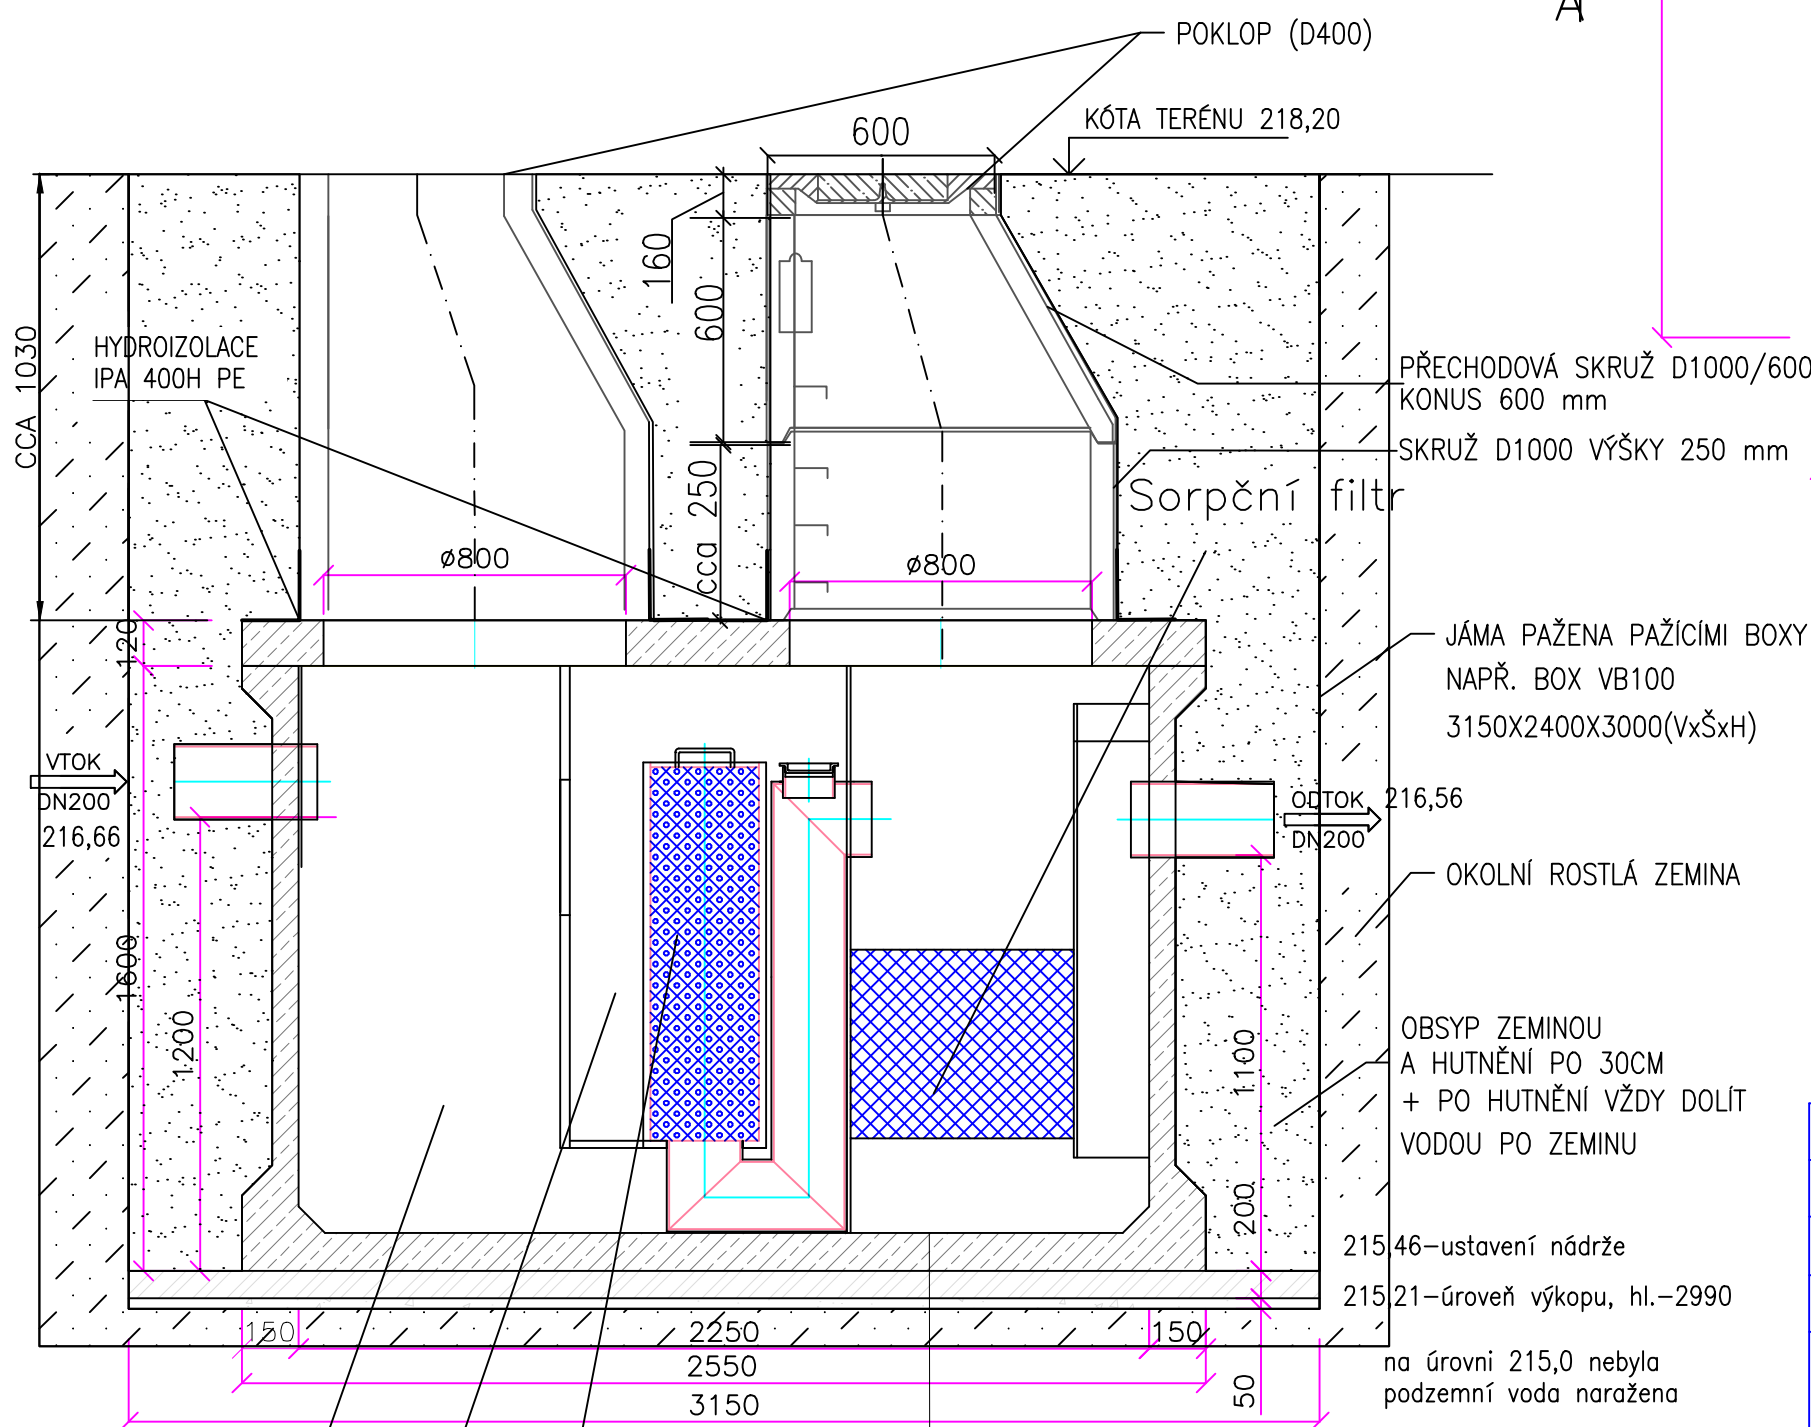 A
POKLOP (D400)
KÓTA TERÉNU 218,20
600
160
600
cca 250
CCA 1030
HYDROIZOLACE
IPA 400H PE
PŘECHODOVÁ SKRUŽ D1000/600
KONUS 600 mm
SKRUŽ D1000 VÝŠKY 250 mm
Sorpční filtr
ø800
ø800
120
JÁMA PAŽENA PAŽÍCÍMI BOXY
NAPŘ. BOX VB100
3150X2400X3000(VxŠxH)
VTOK
DN200
216,66
ODTOK
DN200
216,56
OKOLNÍ ROSTLÁ ZEMINA
1600
1200
1100
200
OBSYP ZEMINOU
A HUTNĚNÍ PO 30CM
+ PO HUTNĚNÍ VŽDY DOLÍT
VODOU PO ZEMINU
215,46-ustavení nádrže
215,21-úroveň výkopu, hl.-2990
150
2250
150
2550
3150
50
na úrovni 215,0 nebyla
podzemní voda naražena